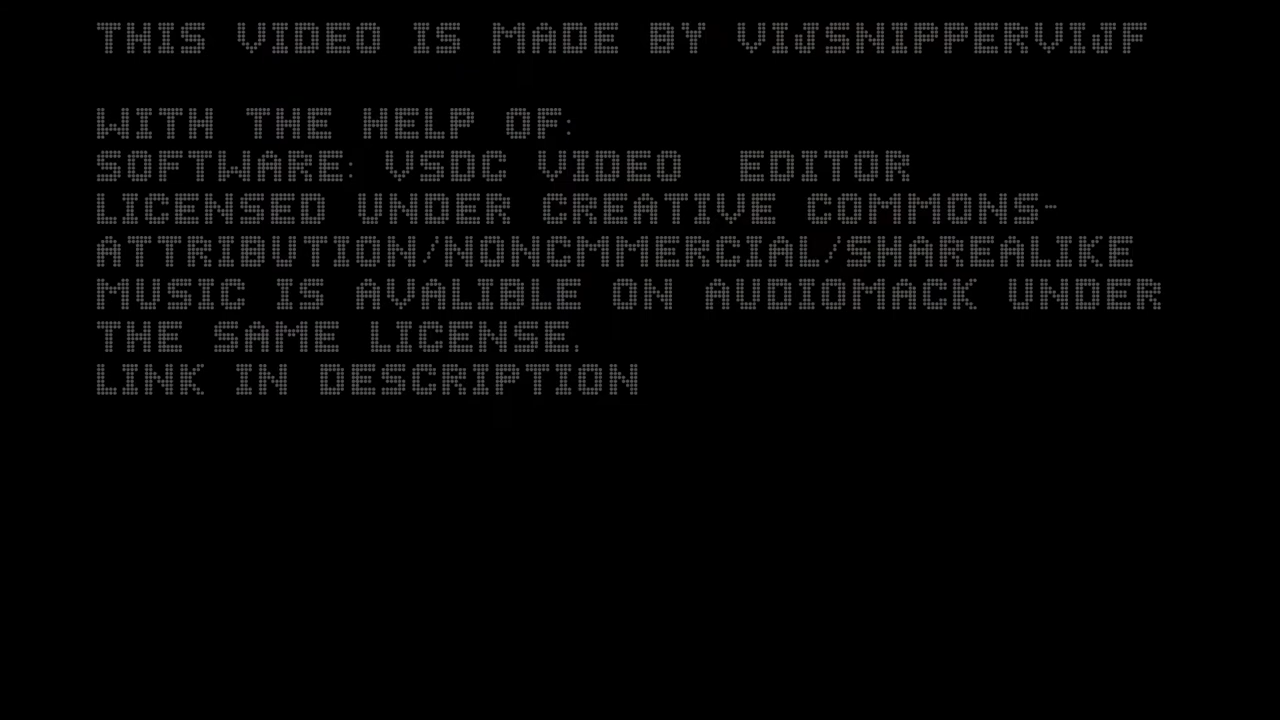 THIS VIDEO IS MADE BY VIJSNIPPERVIJF
WITH THE HELP OF:
SOFTWARE: VSDC VIDEO EDITOR
LICENSED UNDER CREATIVE COMMONS-
ATTRIBUTION/NONCMMERCIAL/SHAREALIKE
MUSIC IS AVALIBLE ON AUDIOMACK UNDER
THE SAME LICENSE.
LINK IN DESCRIPTION